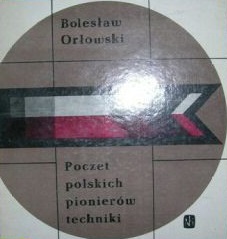 Bolesław
Orłowski
Poczet
polskich
pionierów
techniki